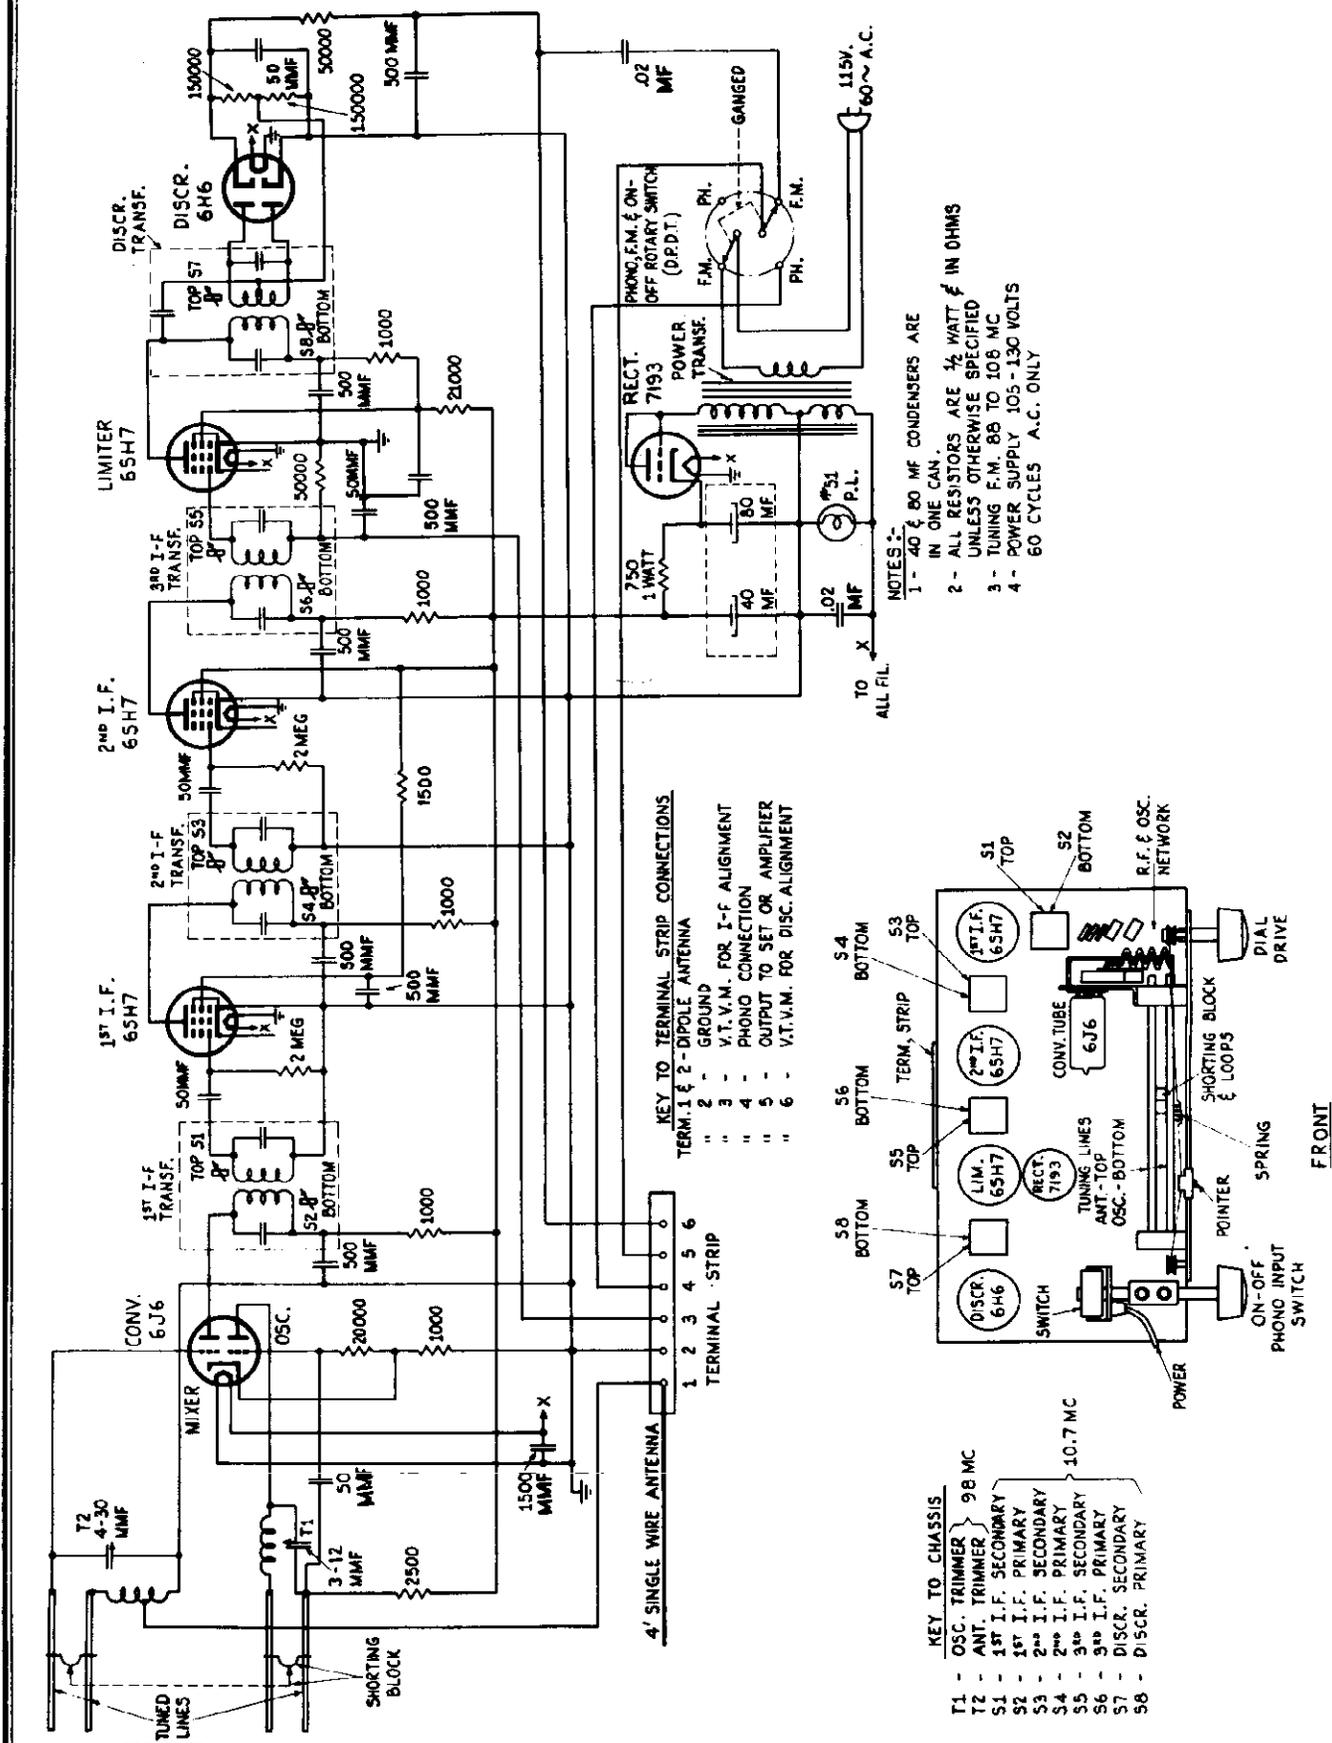 TUNED
LINES
SHORTING
BLOCK
T2
4-30
MMF
T1
3-12
MMF
2500
50
MMF
1500
MMF
X
MIXER
CONV.
6J6
OSC.
20000
1000
1ST I-F
TRANSF.
TOP S1
S2
BOTTOM
500
MMF
1000
50MMF
2 MEG
1ST I.F.
6SH7
X
500
MMF
500
MMF
2ND I-F
TRANSF.
TOP S3
S4
BOTTOM
1000
50MMF
2 MEG
1500
2ND I.F.
6SH7
X
500
MMF
3RD I-F
TRANSF.
TOP S5
S6
BOTTOM
1000
50000
50MMF
500
MMF
LIMITER
6SH7
X
500
MMF
21000
1000
DISCR.
TRANSF.
TOP S7
S8
BOTTOM
DISCR.
6H6
X
150000
50
MMF
150000
50000
500 MMF
.02
MF
4' SINGLE WIRE ANTENNA
1 2 3 4 5 6
TERMINAL STRIP
KEY TO TERMINAL STRIP CONNECTIONS
TERM. 1 & 2 - DIPOLE ANTENNA
" 2 - GROUND
" 3 - V.T.V.M. FOR I-F ALIGNMENT
" 4 - PHONO CONNECTION
" 5 - OUTPUT TO SET OR AMPLIFIER
" 6 - V.T.V.M. FOR DISC. ALIGNMENT
750
1 WATT
40
MF
80
MF
.02
MF
#51
P.L.
X
TO
ALL FIL.
RECT.
7193
X
POWER
TRANSF.
PHONO, F.M. & ON-
OFF ROTARY SWITCH
(D.P.D.T.)
F.M.
PH.
PH.
F.M.
GANGED
115V.
60~ A.C.
NOTES:-
1 - 40 & 80 MF CONDENSERS ARE
IN ONE CAN.
2 - ALL RESISTORS ARE ½ WATT & IN OHMS
UNLESS OTHERWISE SPECIFIED
3 - TUNING F.M. 88 TO 108 MC
4 - POWER SUPPLY 105-130 VOLTS
60 CYCLES A.C. ONLY
KEY TO CHASSIS
T1 - OSC. TRIMMER
T2 - ANT. TRIMMER
98 MC
S1 - 1ST I.F. SECONDARY
S2 - 1ST I.F. PRIMARY
S3 - 2ND I.F. SECONDARY
S4 - 2ND I.F. PRIMARY
S5 - 3RD I.F. SECONDARY
S6 - 3RD I.F. PRIMARY
S7 - DISCR. SECONDARY
S8 - DISCR. PRIMARY
10.7 MC
S7
TOP
S8
BOTTOM
S5
TOP
S6
BOTTOM
TERM. STRIP
S4
BOTTOM
S3
TOP
S1
TOP
S2
BOTTOM
DISCR.
6H6
LIM.
6SH7
RECT.
7193
2ND I.F.
6SH7
1ST I.F.
6SH7
CONV. TUBE
6J6
R.F. & OSC.
NETWORK
SWITCH
TUNING LINES
ANT.-TOP
OSC.-BOTTOM
SHORTING BLOCK
& LOOPS
POWER
ON-OFF
PHONO INPUT
SWITCH
POINTER
SPRING
DIAL
DRIVE
FRONT